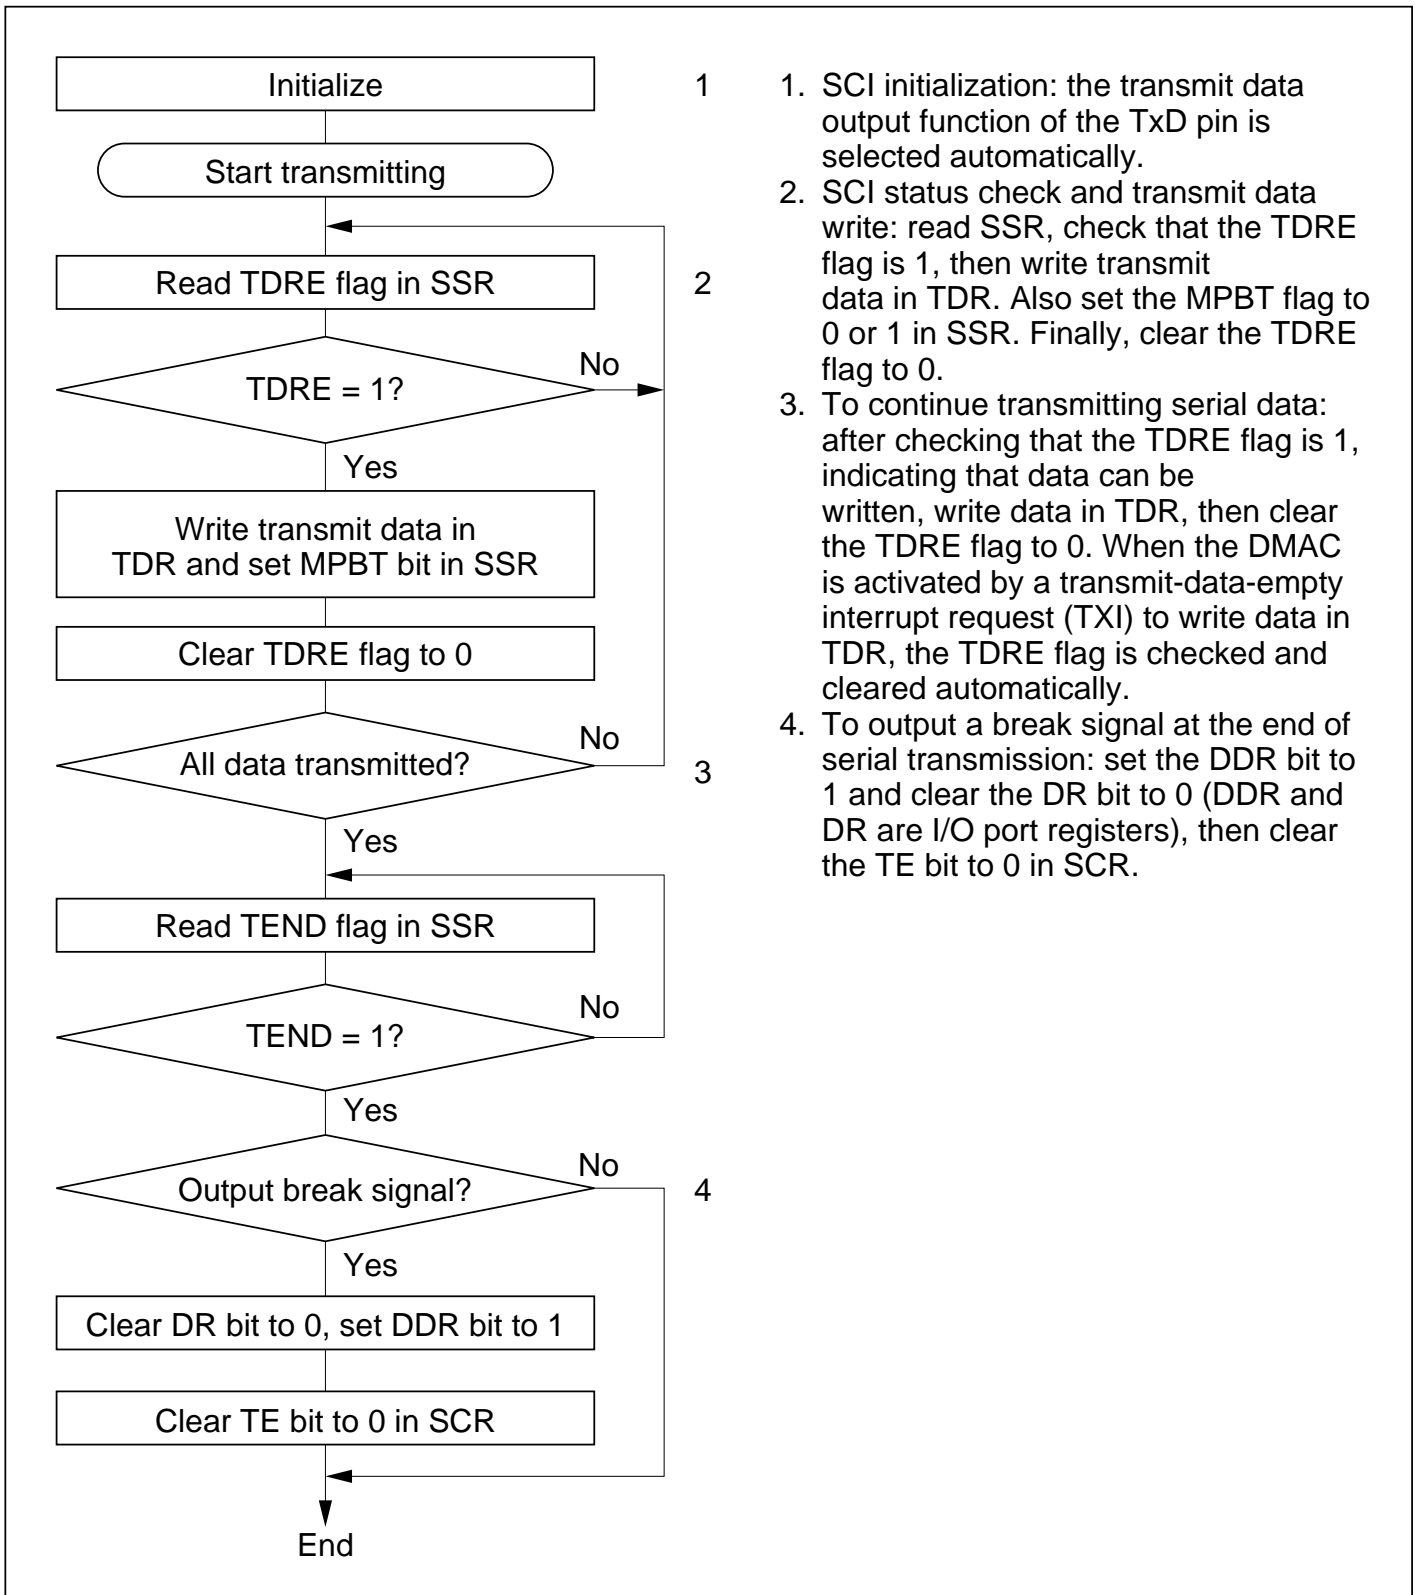 Initialize
1
Start transmitting
Read TDRE flag in SSR
2
TDRE = 1?
No
Yes
Write transmit data in
TDR and set MPBT bit in SSR
Clear TDRE flag to 0
All data transmitted?
No
3
Yes
Read TEND flag in SSR
TEND = 1?
No
Yes
Output break signal?
No
4
Yes
Clear DR bit to 0, set DDR bit to 1
Clear TE bit to 0 in SCR
End
1. SCI initialization: the transmit data
output function of the TxD pin is
selected automatically.
2. SCI status check and transmit data
write: read SSR, check that the TDRE
flag is 1, then write transmit
data in TDR. Also set the MPBT flag to
0 or 1 in SSR. Finally, clear the TDRE
flag to 0.
3. To continue transmitting serial data:
after checking that the TDRE flag is 1,
indicating that data can be
written, write data in TDR, then clear
the TDRE flag to 0. When the DMAC
is activated by a transmit-data-empty
interrupt request (TXI) to write data in
TDR, the TDRE flag is checked and
cleared automatically.
4. To output a break signal at the end of
serial transmission: set the DDR bit to
1 and clear the DR bit to 0 (DDR and
DR are I/O port registers), then clear
the TE bit to 0 in SCR.